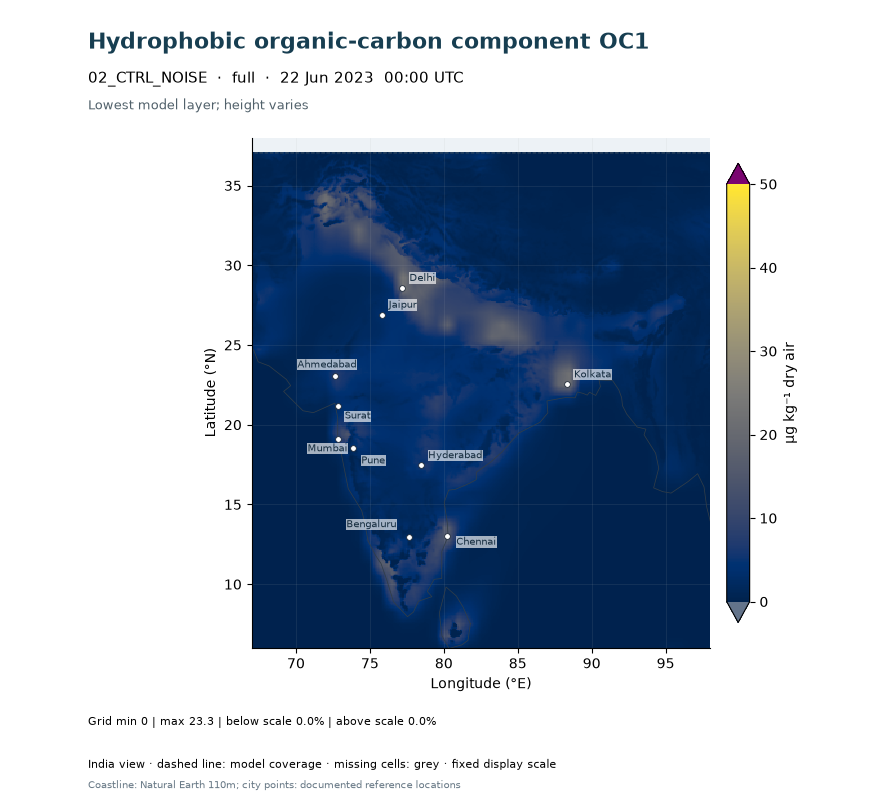 Hydrophobic organic-carbon component OC1
02_CTRL_NOISE · full · 22 Jun 2023 00:00 UTC
Lowest model layer; height varies
35
30
25
20
15
10
Latitude (°N)
Delhi
Jaipur
Ahmedabad
Kolkata
Surat
Mumbai
Pune
Hyderabad
Bengaluru
Chennai
70 75 80 85 90 95
Longitude (°E)
50
40
30
20
10
0
µg kg⁻¹ dry air
Grid min 0 | max 23.3 | below scale 0.0% | above scale 0.0%
India view · dashed line: model coverage · missing cells: grey · fixed display scale
Coastline: Natural Earth 110m; city points: documented reference locations